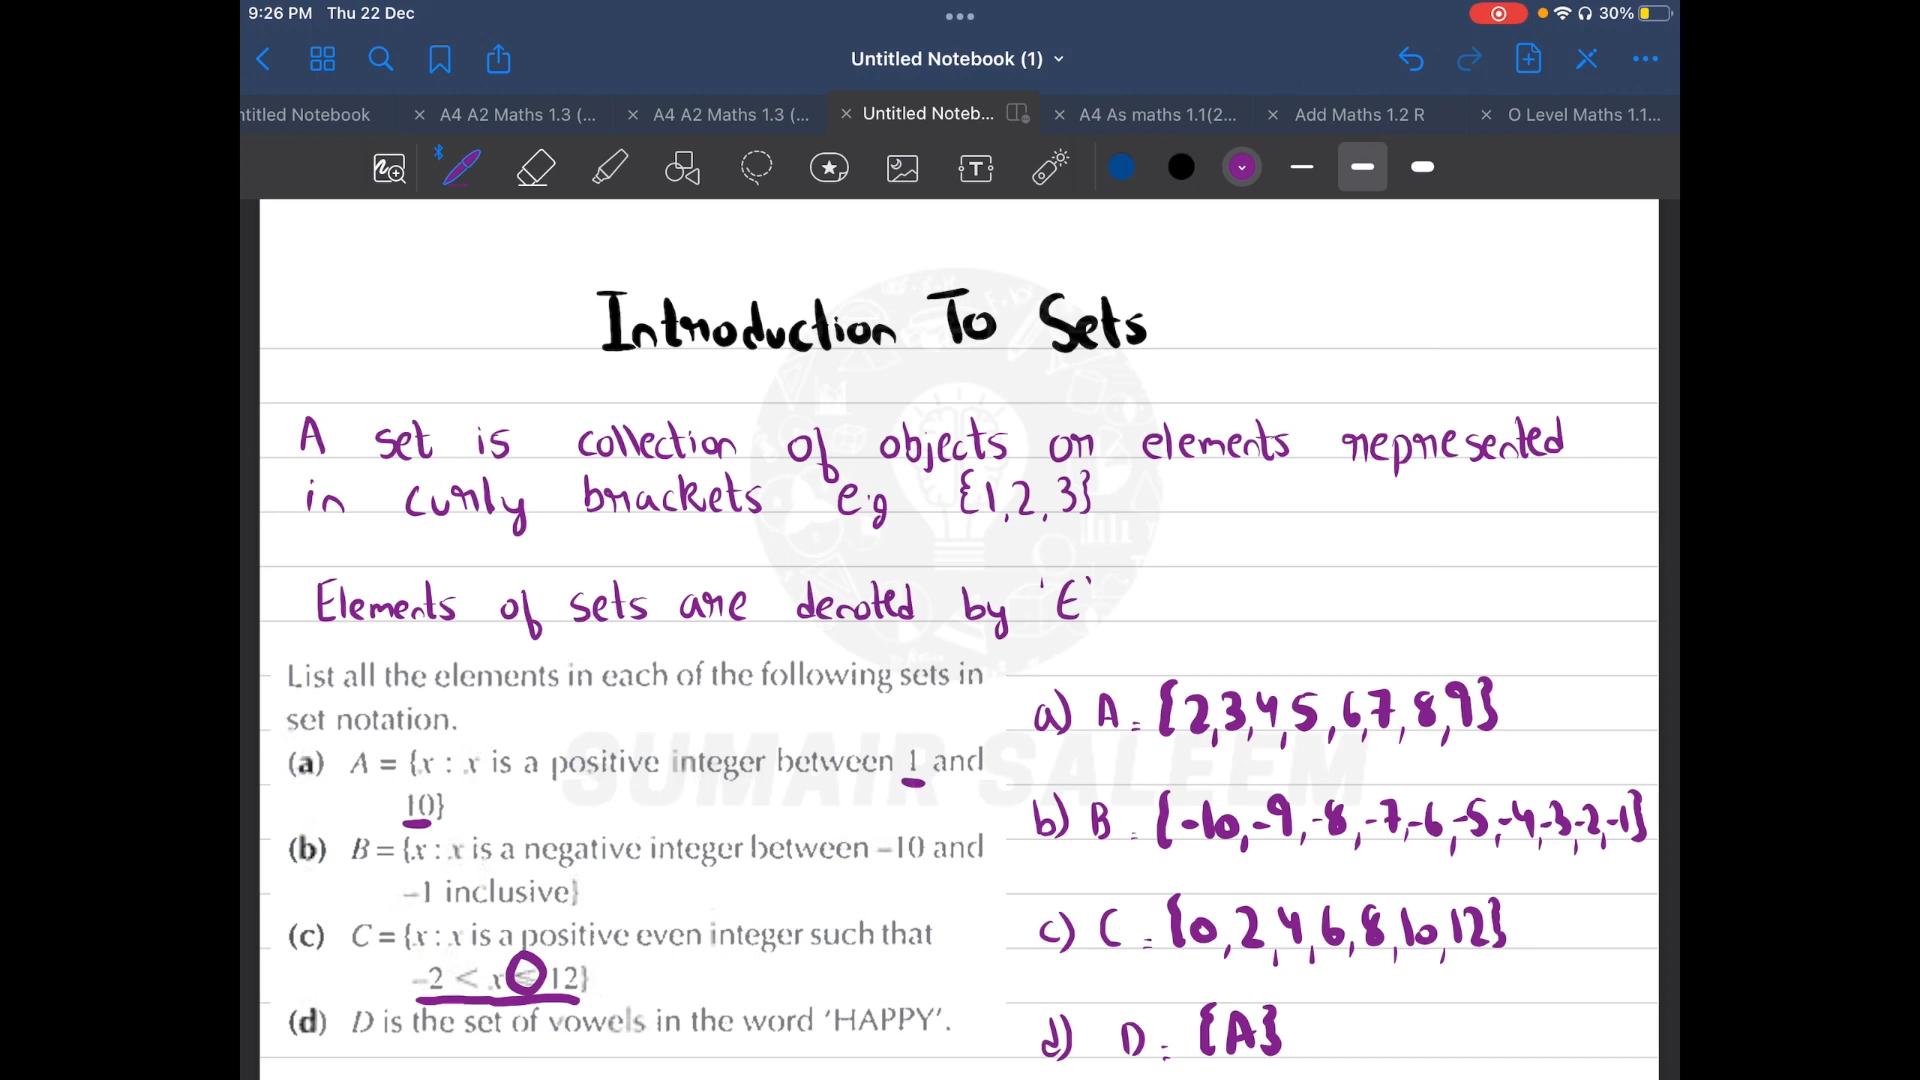 9:26 PM Thu 22 Dec
30%
Untitled Notebook (1)
ntitled Notebook
A4 A2 Maths 1.3 (...
A4 A2 Maths 1.3 (...
Untitled Noteb...
A4 As maths 1.1(2...
Add Maths 1.2 R
O Level Maths 1.1...
Introduction To Sets
A set is collection of objects or elements represented
in curly brackets e.g {1,2,3}
Elements of sets are denoted by 'E'
List all the elements in each of the following sets in
set notation.
(a) A = {x : x is a positive integer between 1 and
10}
(b) B = {x : x is a negative integer between −10 and
−1 inclusive}
(c) C = {x : x is a positive even integer such that
−2 < x ≤ 12}
(d) D is the set of vowels in the word 'HAPPY'.
a) A = {2,3,4,5,6,7,8,9}
b) B = {-10,-9,-8,-7,-6,-5,-4,-3,-2,-1}
c) C = {0,2,4,6,8,10,12}
d) D = {A}
SUMAIR SALEEM